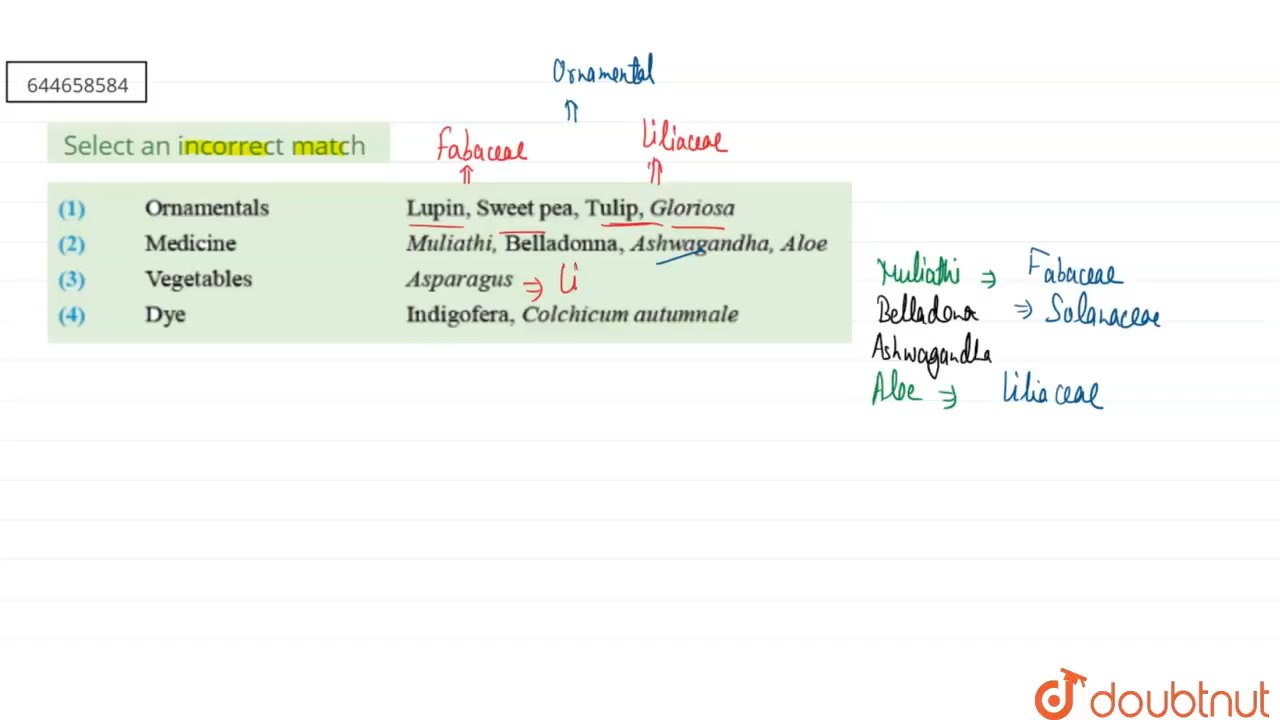 Ornamental
⇑
644658584
Select an incorrect match
Fabaceae
Liliaceae
⇑ ⇑
(1) Ornamentals Lupin, Sweet pea, Tulip, Gloriosa
(2) Medicine Muliathi, Belladonna, Ashwagandha, Aloe
(3) Vegetables Asparagus ⇒ Li
(4) Dye Indigofera, Colchicum autumnale
Muliathi ⇒ Fabaceae
Belladona ⇒ Solanaceae
Ashwagandha
Aloe ⇒ Liliaceae
doubtnut